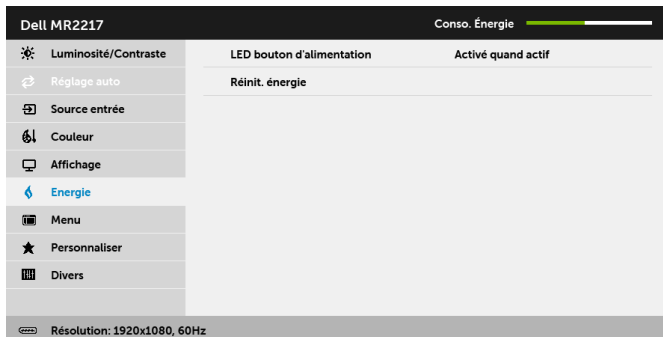 Dell MR2217 Conso. Énergie
Luminosité/Contraste LED bouton d'alimentation Activé quand actif
Réglage auto Réinit. énergie
Source entrée
Couleur
Affichage
Energie
Menu
Personnaliser
Divers
Résolution: 1920x1080, 60Hz